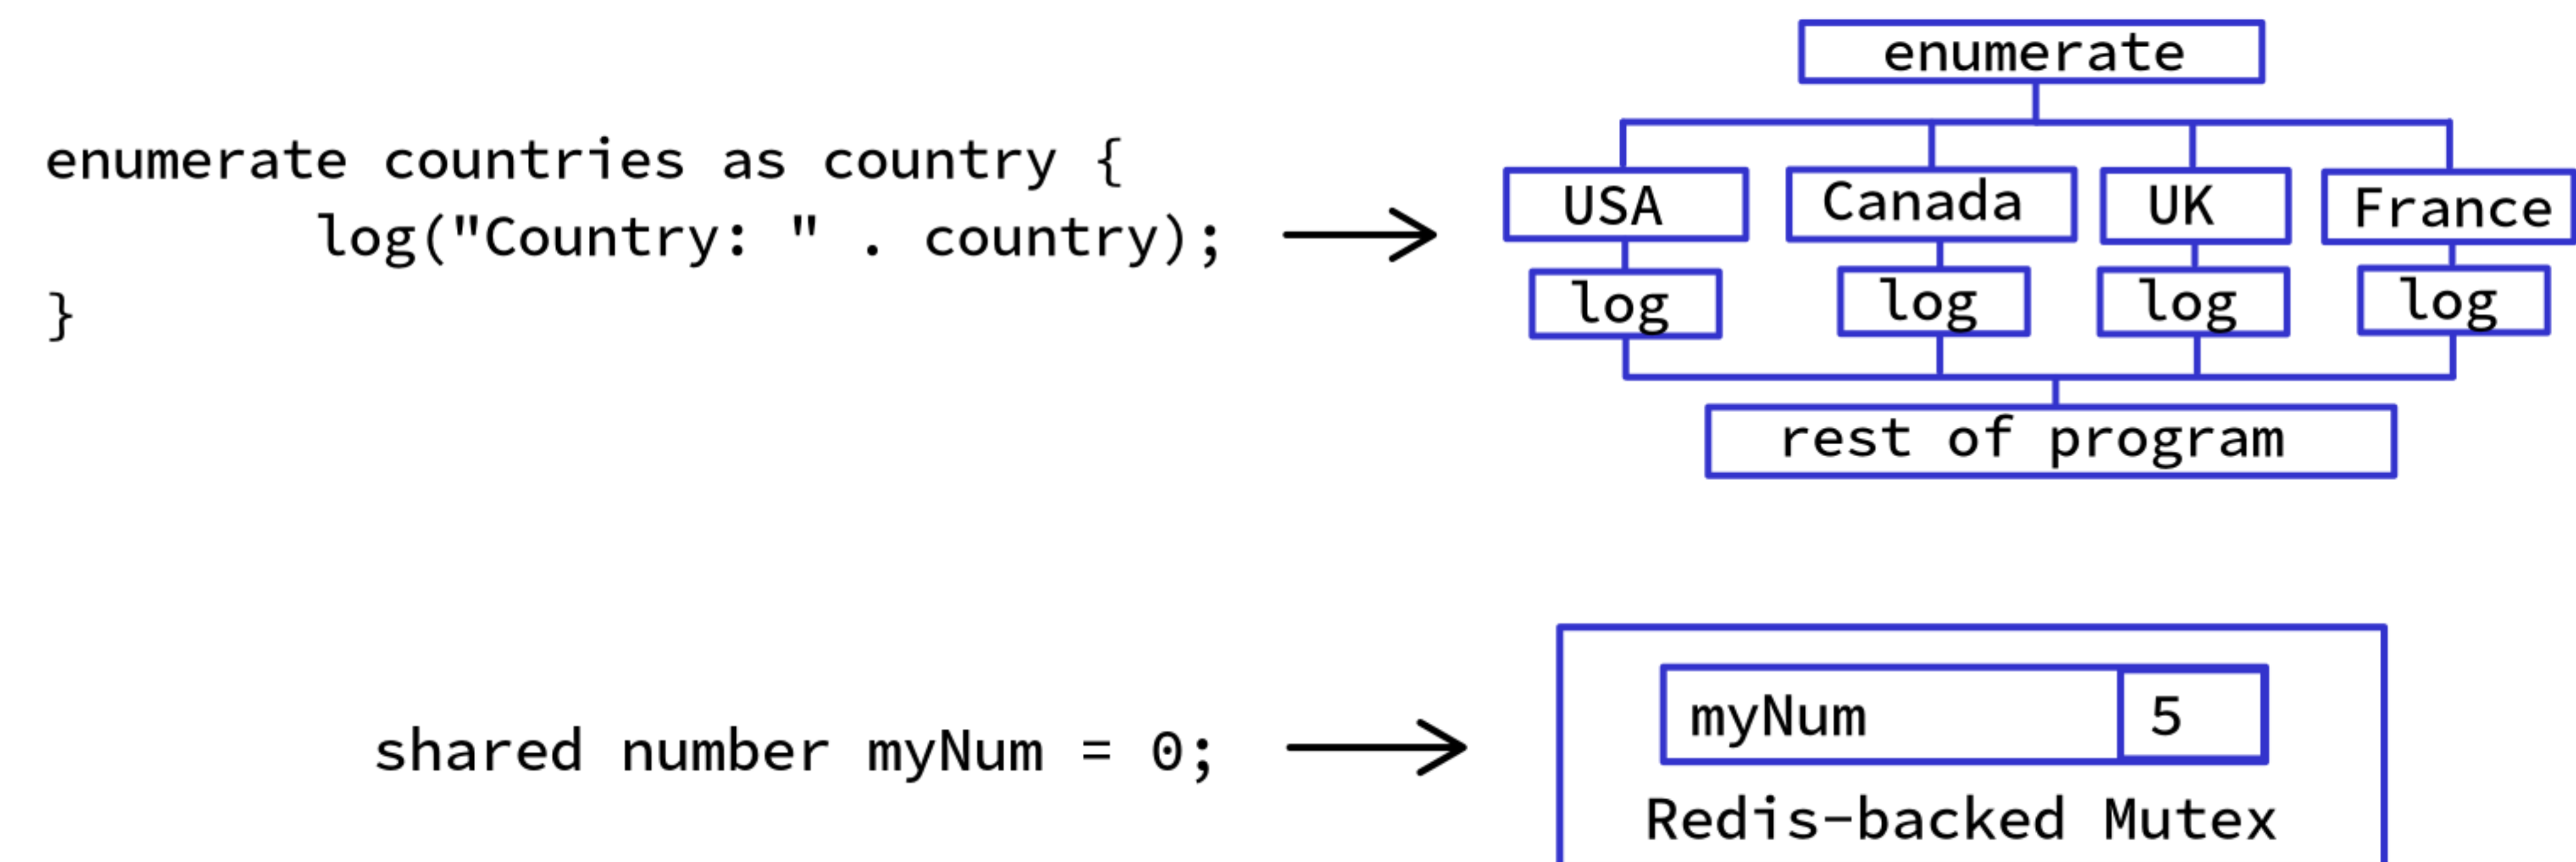 enumerate
enumerate countries as country {
log("Country: " . country);
}
USA Canada UK France
log log log log
rest of program
shared number myNum = 0;
myNum 5
Redis-backed Mutex